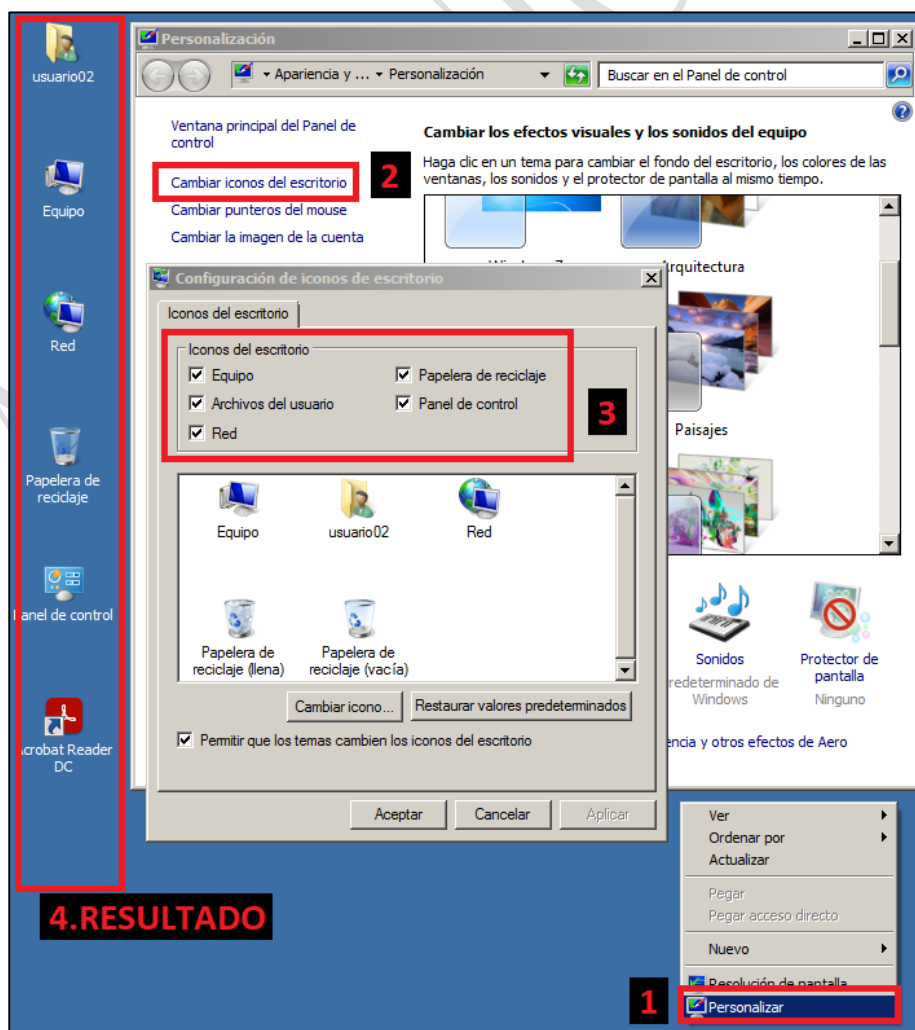 usuario02
Equipo
Red
Papelera de
reciclaje
Panel de control
Acrobat Reader
DC
4.RESULTADO
Personalización
Apariencia y ... Personalización
Buscar en el Panel de control
Ventana principal del Panel de
control
2
Cambiar iconos del escritorio
Cambiar punteros del mouse
Cambiar la imagen de la cuenta
Cambiar los efectos visuales y los sonidos del equipo
Haga clic en un tema para cambiar el fondo del escritorio, los colores de las
ventanas, los sonidos y el protector de pantalla al mismo tiempo.
Arquitectura
Paisajes
Configuración de iconos de escritorio
Iconos del escritorio
Iconos del escritorio
Equipo
Papelera de reciclaje
Archivos del usuario
Panel de control
Red
3
Equipo
usuario02
Red
Papelera de
reciclaje (llena)
Papelera de
reciclaje (vacía)
Cambiar icono...
Restaurar valores predeterminados
Permitir que los temas cambien los iconos del escritorio
Aceptar
Cancelar
Aplicar
Sonidos
redeterminado de
Windows
Protector de
pantalla
Ninguno
encia y otros efectos de Aero
Ver
Ordenar por
Actualizar
Pegar
Pegar acceso directo
Nuevo
Resolución de pantalla
1
Personalizar